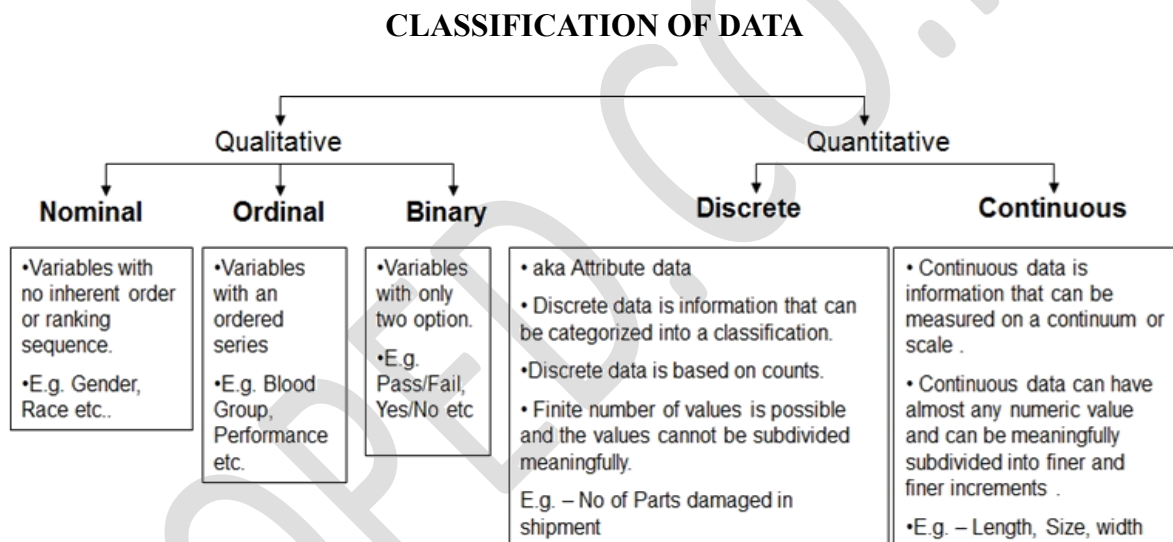 CLASSIFICATION OF DATA
Qualitative
Quantitative
Nominal
Ordinal
Binary
Discrete
Continuous
•Variables with
no inherent order
or ranking
sequence.
•E.g. Gender,
Race etc..
•Variables
with an
ordered
series
•E.g. Blood
Group,
Performance
etc.
•Variables
with only
two option.
•E.g.
Pass/Fail,
Yes/No etc
• aka Attribute data
• Discrete data is information that can
be categorized into a classification.
•Discrete data is based on counts.
• Finite number of values is possible
and the values cannot be subdivided
meaningfully.
E.g. – No of Parts damaged in
shipment
• Continuous data is
information that can be
measured on a continuum or
scale .
• Continuous data can have
almost any numeric value
and can be meaningfully
subdivided into finer and
finer increments .
•E.g. – Length, Size, width